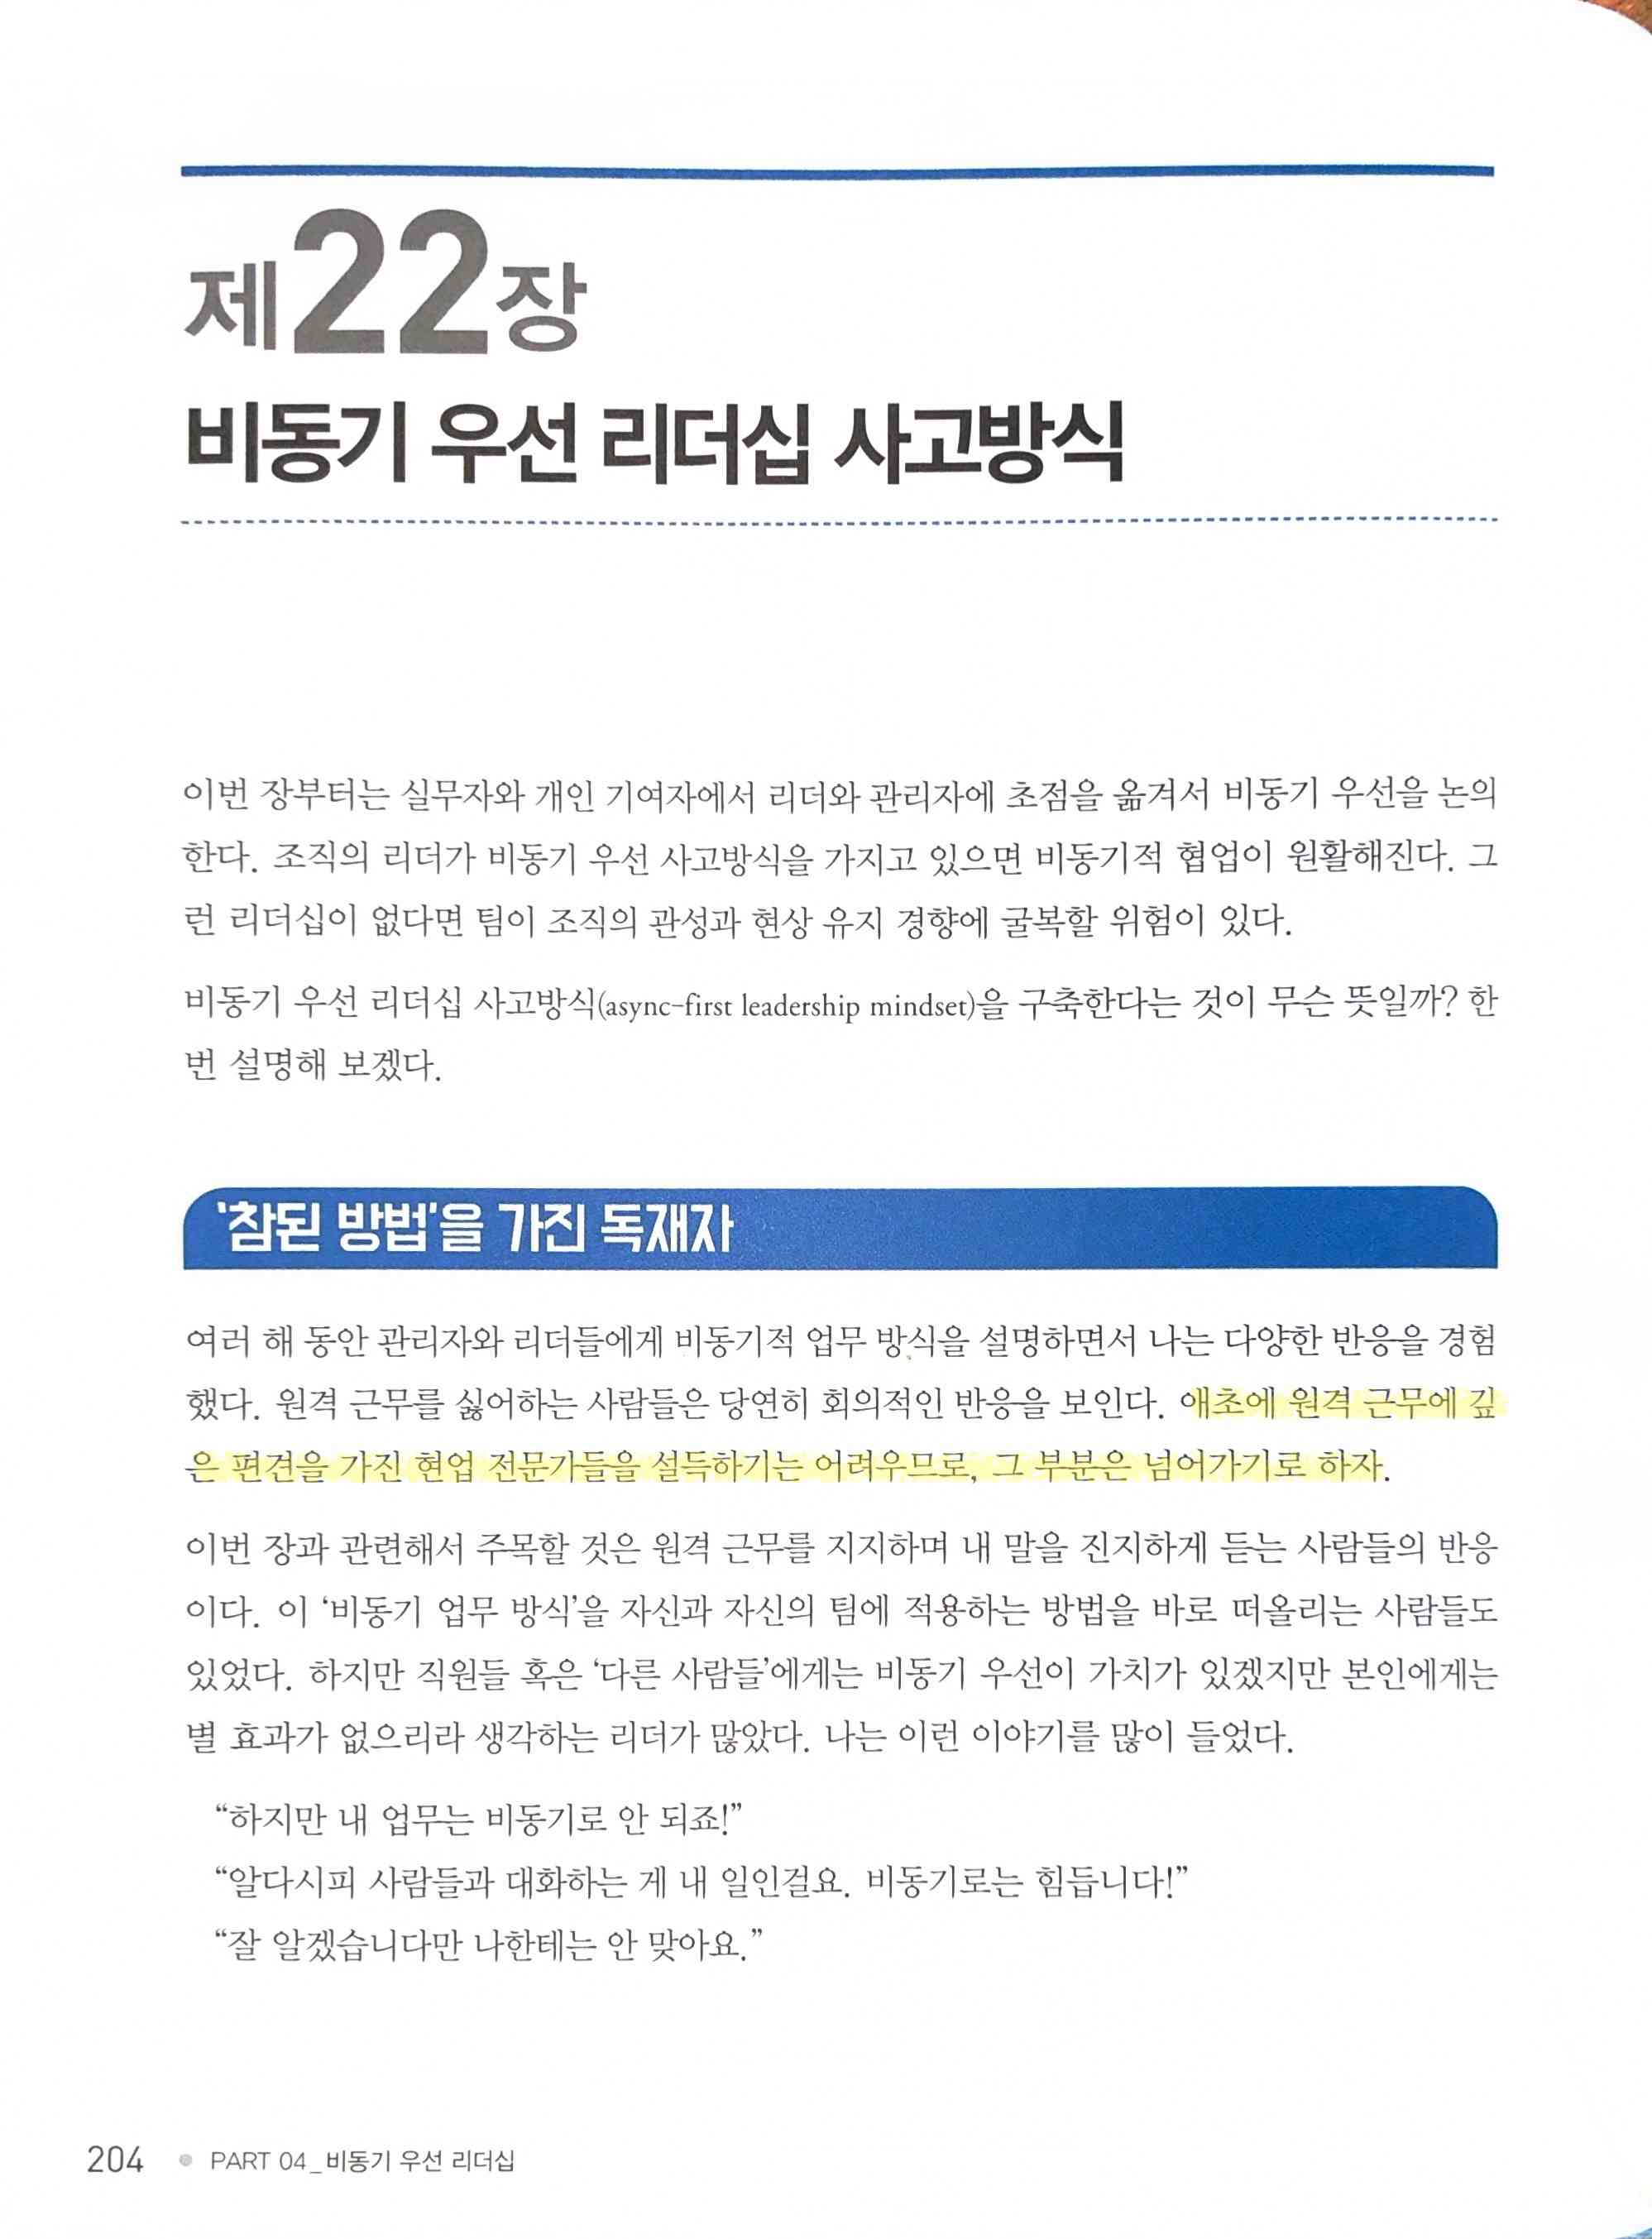 제22장
비동기 우선 리더십 사고방식
이번 장부터는 실무자와 개인 기여자에서 리더와 관리자에 초점을 옮겨서 비동기 우선을 논의
한다. 조직의 리더가 비동기 우선 사고방식을 가지고 있으면 비동기적 협업이 원활해진다. 그
런 리더십이 없다면 팀이 조직의 관성과 현상 유지 경향에 굴복할 위험이 있다.
비동기 우선 리더십 사고방식(async-first leadership mindset)을 구축한다는 것이 무슨 뜻일까? 한
번 설명해 보겠다.
‘참된 방법’을 가진 독재자
여러 해 동안 관리자와 리더들에게 비동기적 업무 방식을 설명하면서 나는 다양한 반응을 경험
했다. 원격 근무를 싫어하는 사람들은 당연히 회의적인 반응을 보인다. 애초에 원격 근무에 깊
은 편견을 가진 현업 전문가들을 설득하기는 어려우므로, 그 부분은 넘어가기로 하자.
이번 장과 관련해서 주목할 것은 원격 근무를 지지하며 내 말을 진지하게 듣는 사람들의 반응
이다. 이 ‘비동기 업무 방식’을 자신과 자신의 팀에 적용하는 방법을 바로 떠올리는 사람들도
있었다. 하지만 직원들 혹은 ‘다른 사람들’에게는 비동기 우선이 가치가 있겠지만 본인에게는
별 효과가 없으리라 생각하는 리더가 많았다. 나는 이런 이야기를 많이 들었다.
“하지만 내 업무는 비동기로 안 되죠!”
“알다시피 사람들과 대화하는 게 내 일인걸요. 비동기로는 힘듭니다!”
“잘 알겠습니다만 나한테는 안 맞아요.”
204 • PART 04_비동기 우선 리더십